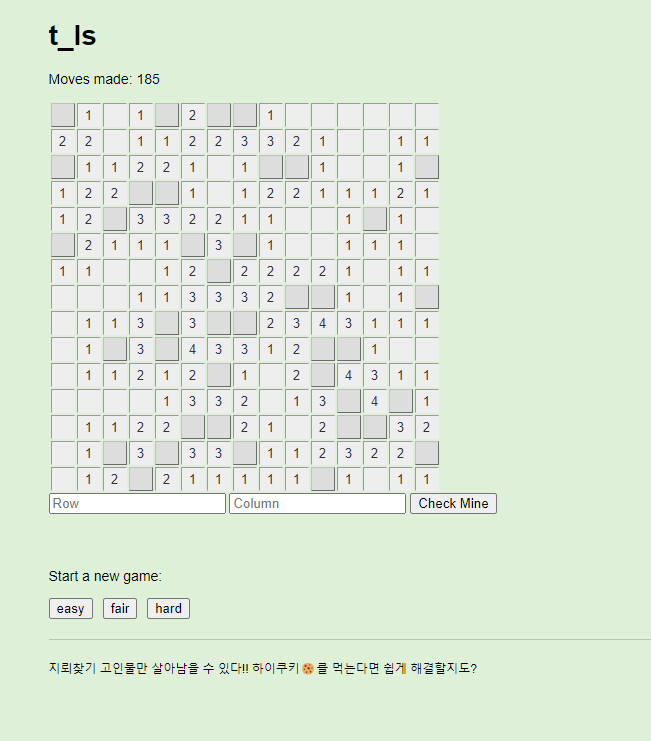 t_ls
Moves made: 185
1 1 2 1
2 2 1 1 2 2 3 3 2 1 1 1
1 1 2 2 1 1 1 1
1 2 2 1 1 2 2 1 1 1 2 1
1 2 3 3 2 2 1 1 1 1
2 1 1 1 3 1 1 1 1
1 1 1 2 2 2 2 2 1 1 1
1 1 3 3 3 2 1 1
1 1 3 3 2 3 4 3 1 1 1
1 3 4 3 3 1 2 1
1 1 2 1 2 1 2 4 3 1 1
1 3 3 2 1 3 4 1
1 1 2 2 2 1 2 3 2
1 3 3 3 1 1 2 3 2 2
1 2 2 1 1 1 1 1 1 1 1
Row Column Check Mine
Start a new game:
easy fair hard
지뢰찾기 고인물만 살아남을 수 있다!! 하이쿠키🍪를 먹는다면 쉽게 해결할지도?